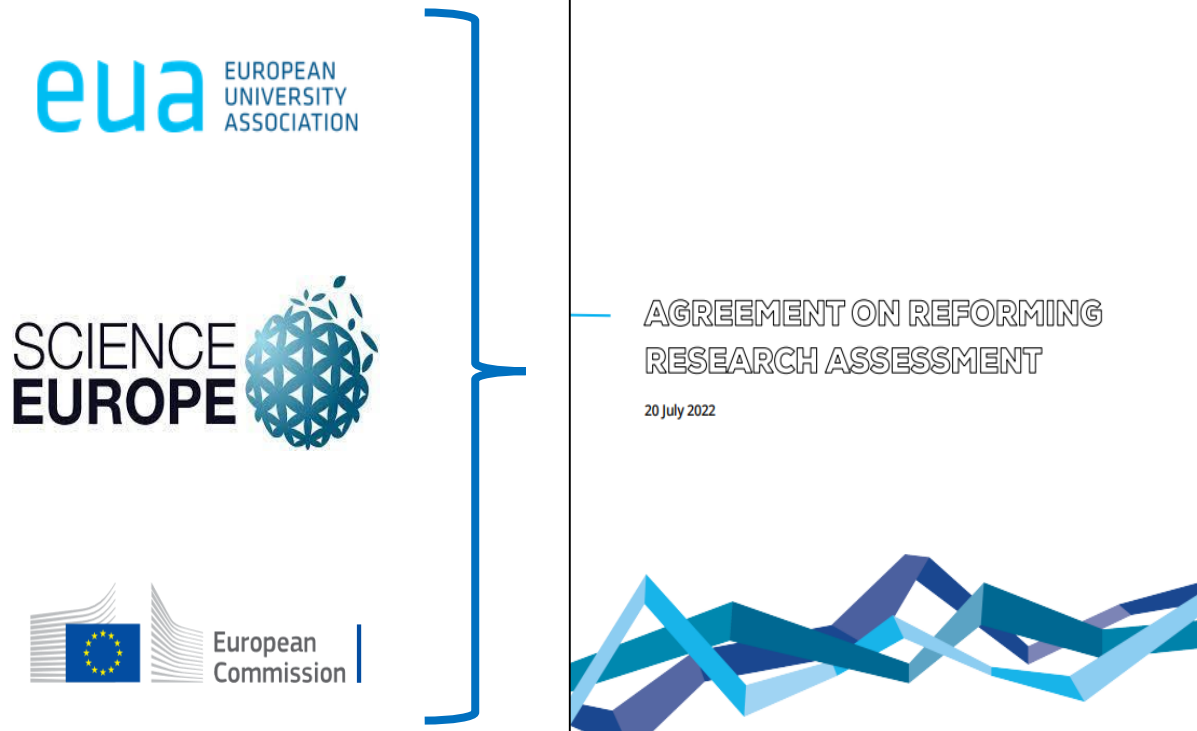 eua
EUROPEAN
UNIVERSITY
ASSOCIATION
SCIENCE
EUROPE
European
Commission
AGREEMENT ON REFORMING
RESEARCH ASSESSMENT
20 July 2022